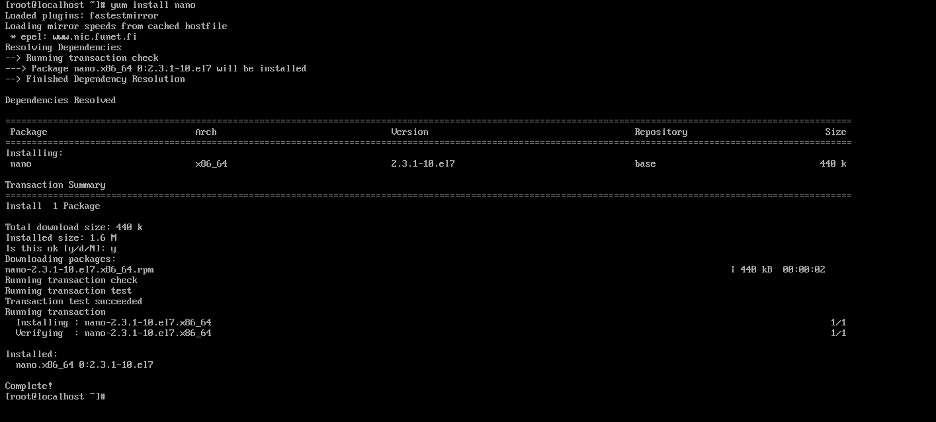 [root@localhost ~]# yum install nano
Loaded plugins: fastestmirror
Loading mirror speeds from cached hostfile
 * epel: www.nic.funet.fi
Resolving Dependencies
--> Running transaction check
---> Package nano.x86_64 0:2.3.1-10.el7 will be installed
--> Finished Dependency Resolution

Dependencies Resolved

================================================================================
 Package Arch Version Repository Size
================================================================================
Installing:
 nano x86_64 2.3.1-10.el7 base 440 k

Transaction Summary
================================================================================
Install  1 Package

Total download size: 440 k
Installed size: 1.6 M
Is this ok [y/d/N]: y
Downloading packages:
nano-2.3.1-10.el7.x86_64.rpm | 440 kB  00:00:02
Running transaction check
Running transaction test
Transaction test succeeded
Running transaction
  Installing : nano-2.3.1-10.el7.x86_64 1/1
  Verifying  : nano-2.3.1-10.el7.x86_64 1/1

Installed:
  nano.x86_64 0:2.3.1-10.el7

Complete!
[root@localhost ~]#